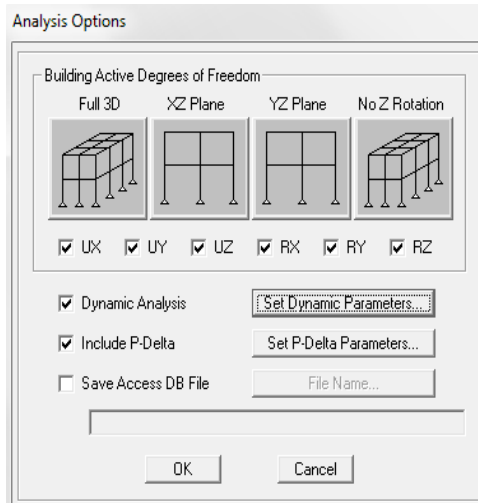 Analysis Options
Building Active Degrees of Freedom
Full 3D XZ Plane YZ Plane No Z Rotation
UX UY UZ RX RY RZ
Dynamic Analysis Set Dynamic Parameters...
Include P-Delta Set P-Delta Parameters...
Save Access DB File File Name...
OK Cancel